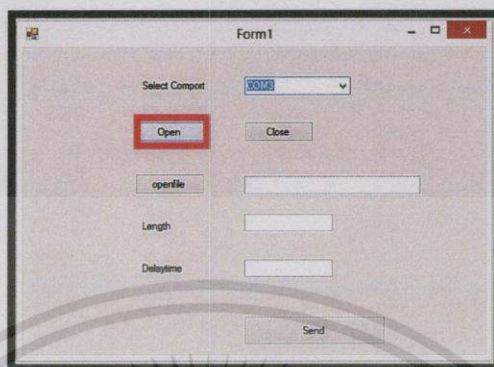 Form1
Select Comport COM3
Open Close
openfile
Length
Delaytime
Send